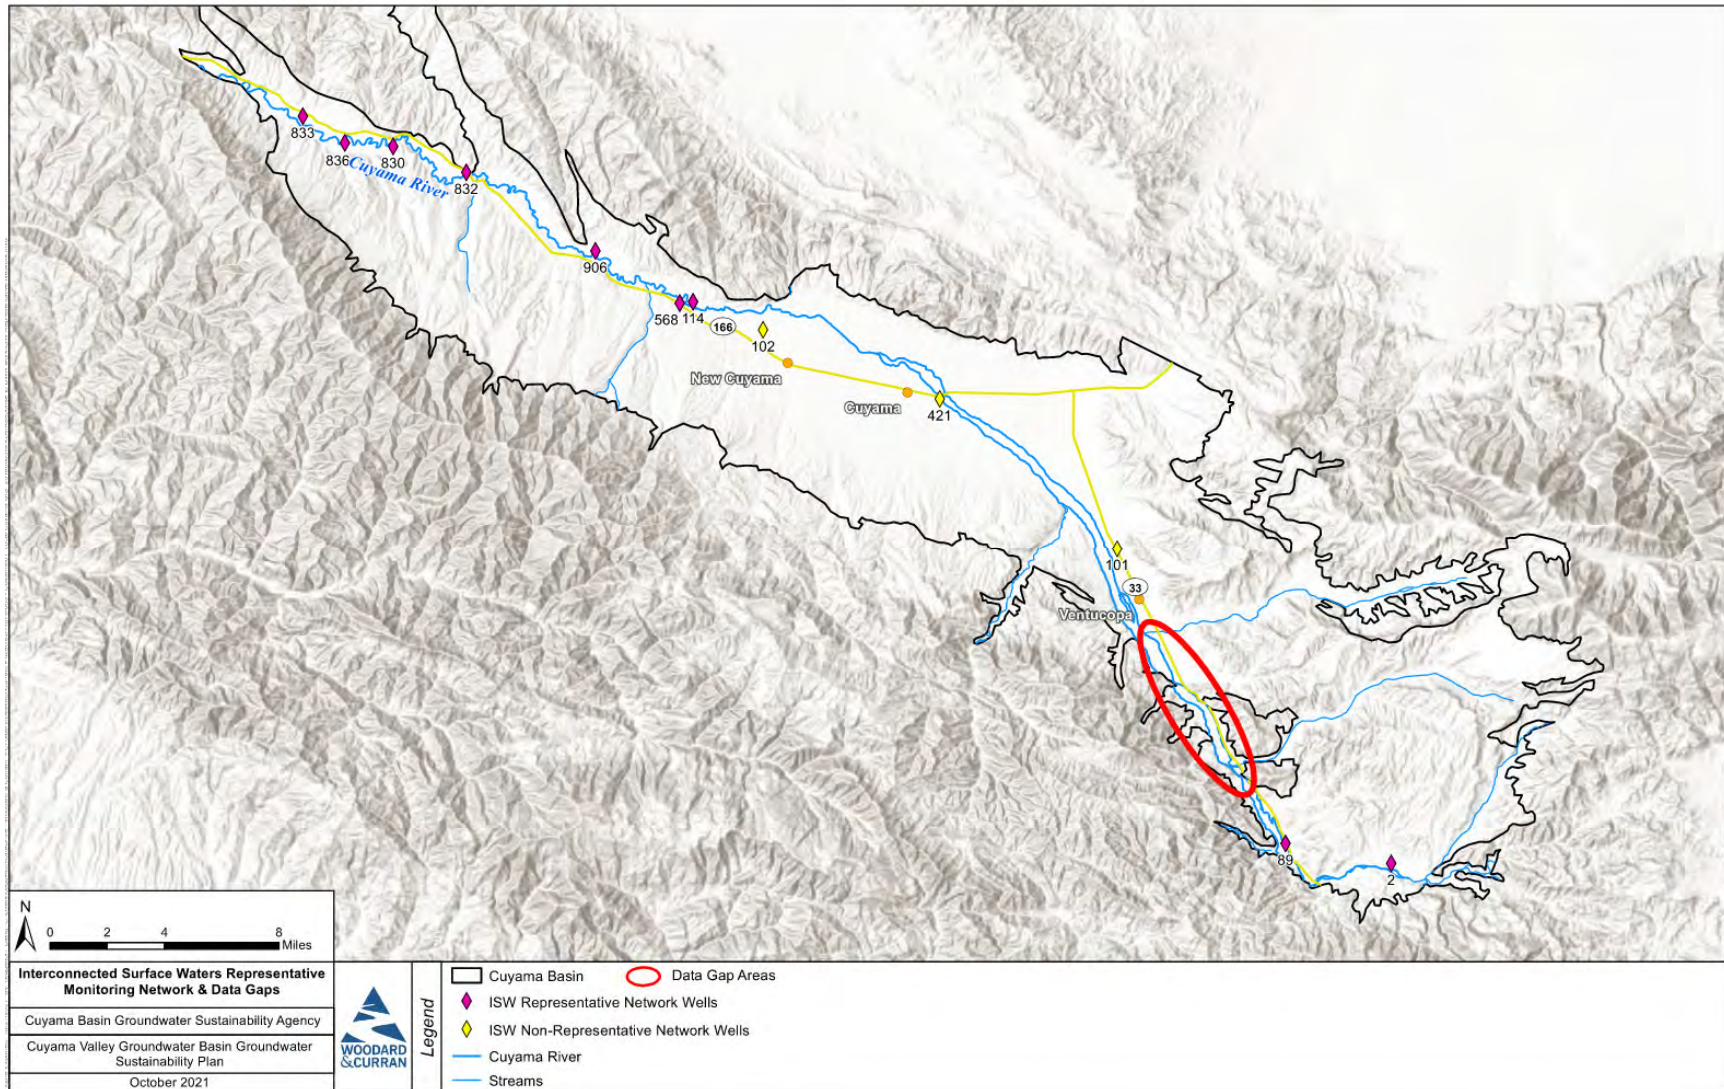 833
836
830
Cuyama River
832
906
568
114
166
102
New Cuyama
Cuyama
421
101
33
Ventucopa
89
2
N
0 2 4 8
Miles
Interconnected Surface Waters Representative
Monitoring Network & Data Gaps
Cuyama Basin Groundwater Sustainability Agency
Cuyama Valley Groundwater Basin Groundwater
Sustainability Plan
October 2021
WOODARD
&CURRAN
Legend
Cuyama Basin
Data Gap Areas
ISW Representative Network Wells
ISW Non-Representative Network Wells
Cuyama River
Streams